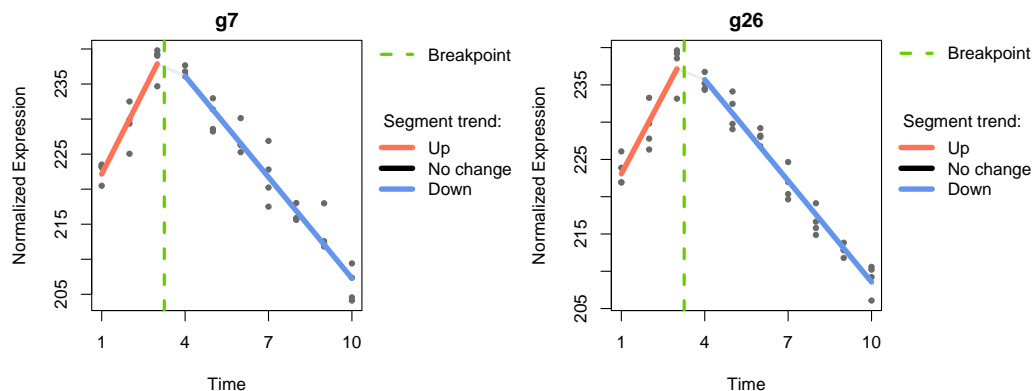 g7
Normalized Expression
205
215
225
235
1
4
7
10
Time
Breakpoint
Segment trend:
Up
No change
Down
g26
Normalized Expression
205
215
225
235
1
4
7
10
Time
Breakpoint
Segment trend:
Up
No change
Down